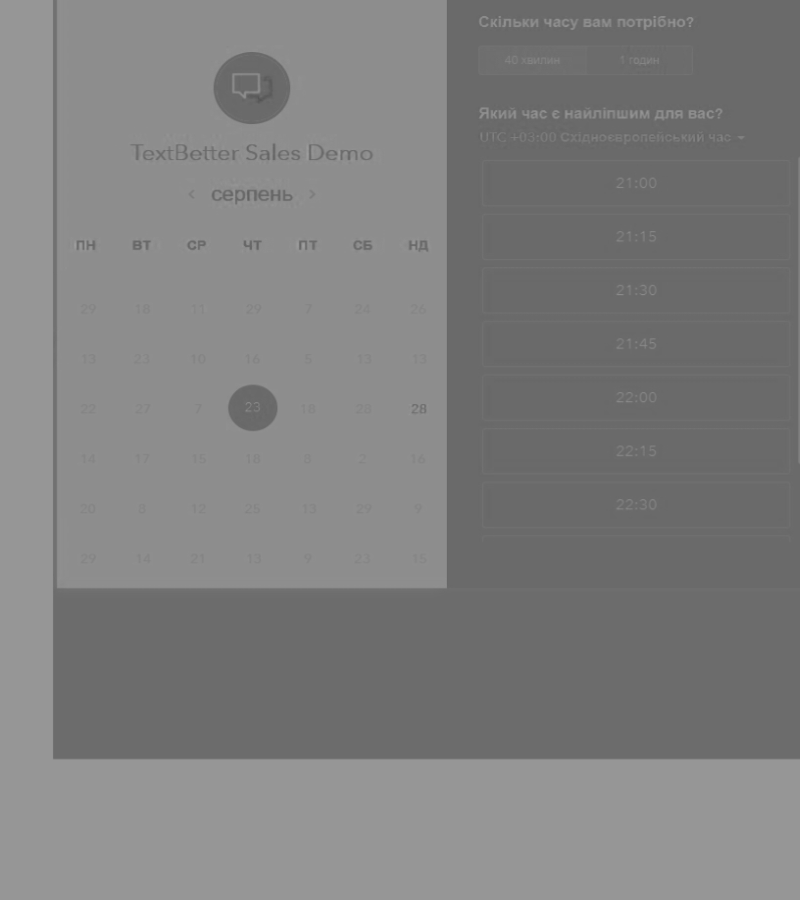 TextBetter Sales Demo
серпень
ПН ВТ СР ЧТ ПТ СБ НД
29 18 11 29 7 24 26
13 23 10 16 5 13 13
22 27 7 23 18 28 28
14 17 15 18 8 2 16
20 8 12 25 13 29 9
29 14 21 13 9 23 15
Скільки часу вам потрібно?
40 хвилин 1 годин
Який час є найліпшим для вас?
UTC +03:00 Східноєвропейський час
21:00
21:15
21:30
21:45
22:00
22:15
22:30